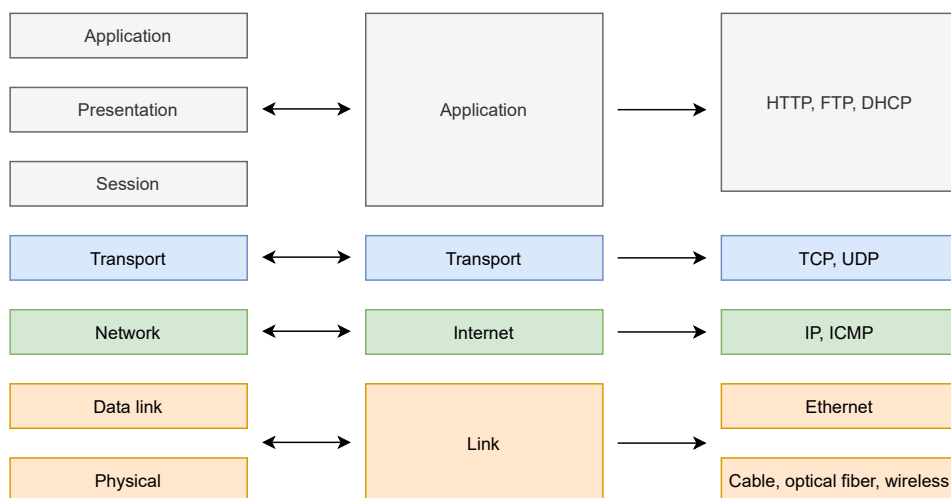 Application
Presentation
Session
Application
HTTP, FTP, DHCP
Transport
Transport
TCP, UDP
Network
Internet
IP, ICMP
Data link
Physical
Link
Ethernet
Cable, optical fiber, wireless